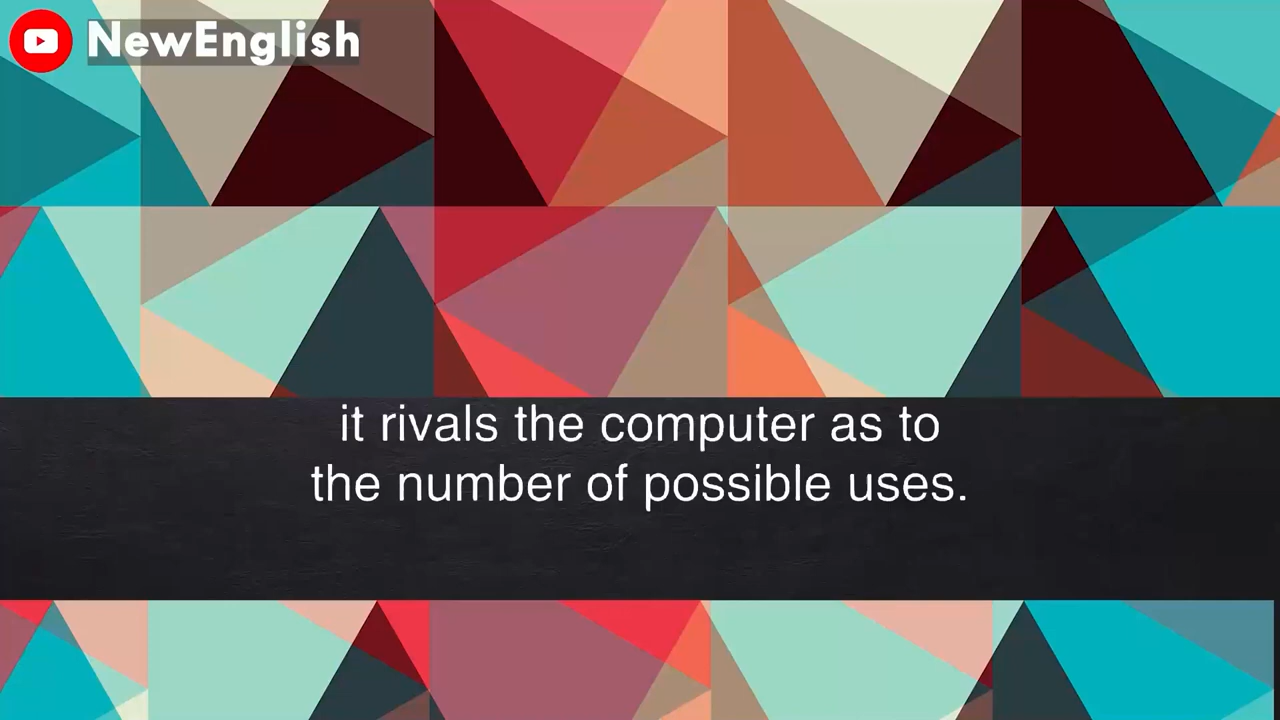 NewEnglish
it rivals the computer as to
the number of possible uses.